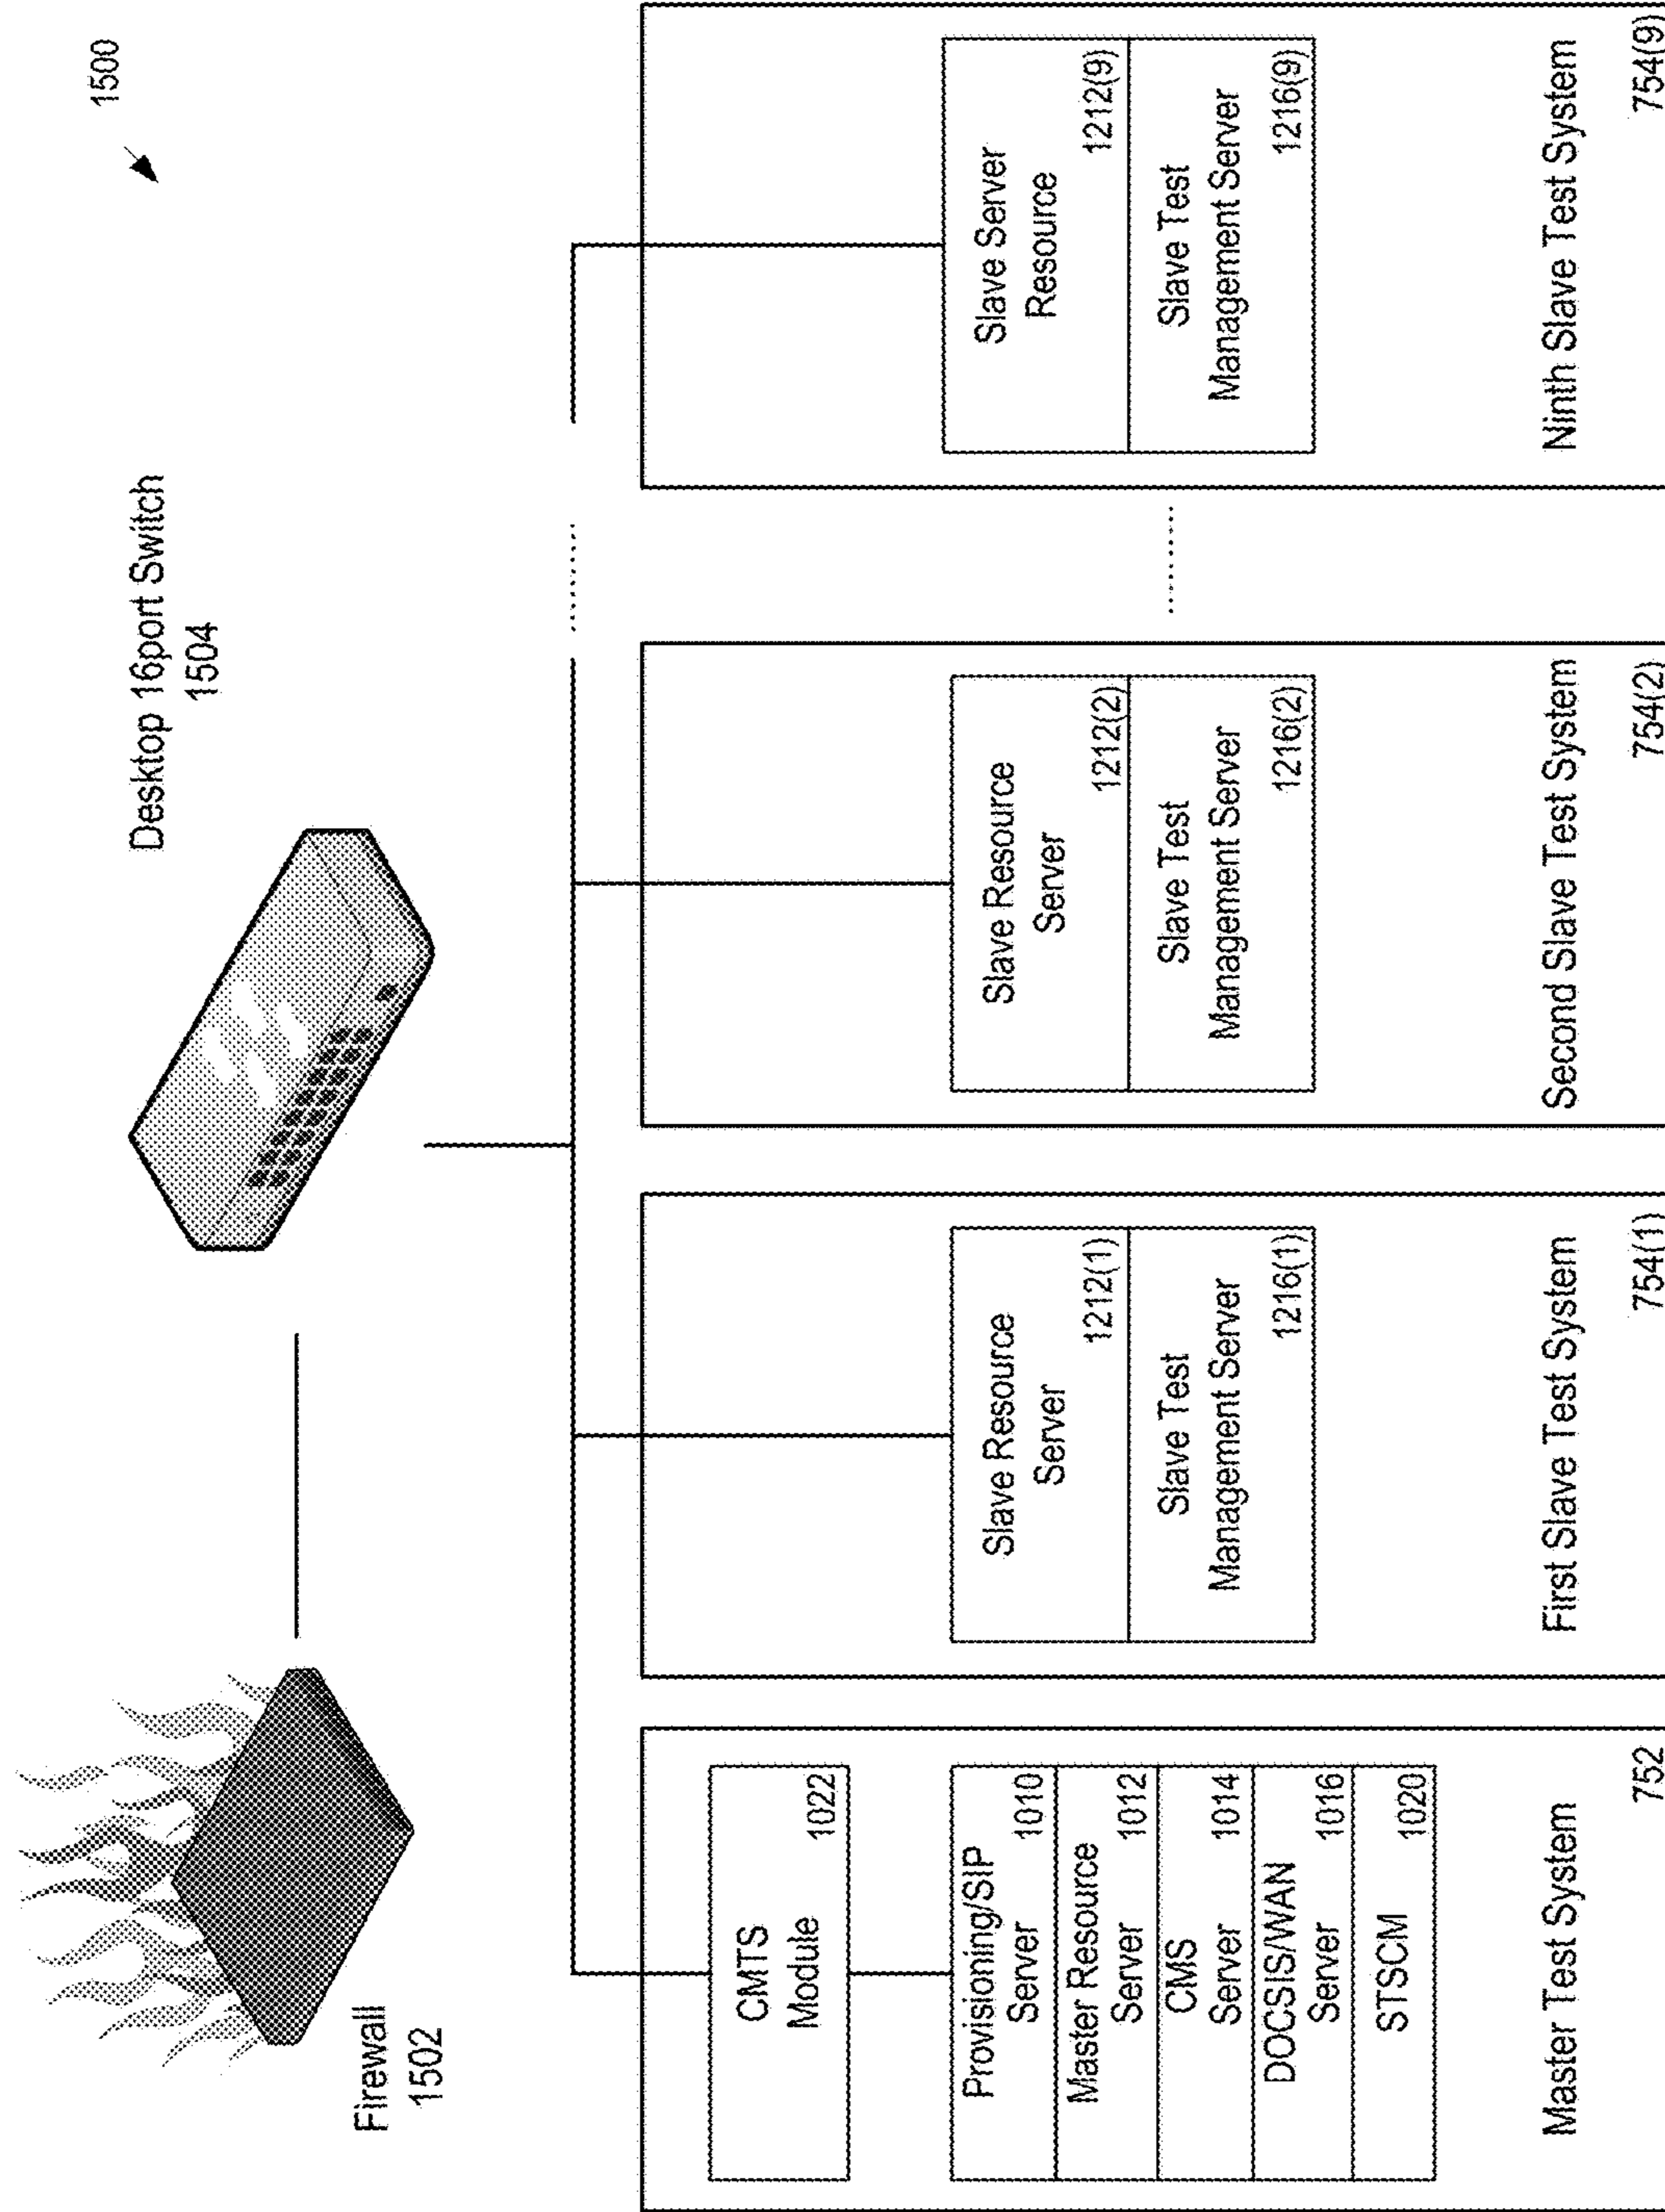 1500
Firewall
1502
Desktop 16port Switch
1504
CMTS
Module
1022
Provisioning/SIP
Server
1010
Master Resource
Server
1012
CMS
Server
1014
DOCSIS/WAN
Server
1016
STSCM
1020
Master Test System
752
Slave Resource
Server
1212(1)
Slave Test
Management Server
1216(1)
First Slave Test System
754(1)
Slave Resource
Server
1212(2)
Slave Test
Management Server
1216(2)
Second Slave Test System
754(2)
Slave Server
Resource
1212(9)
Slave Test
Management Server
1216(9)
Ninth Slave Test System
754(9)